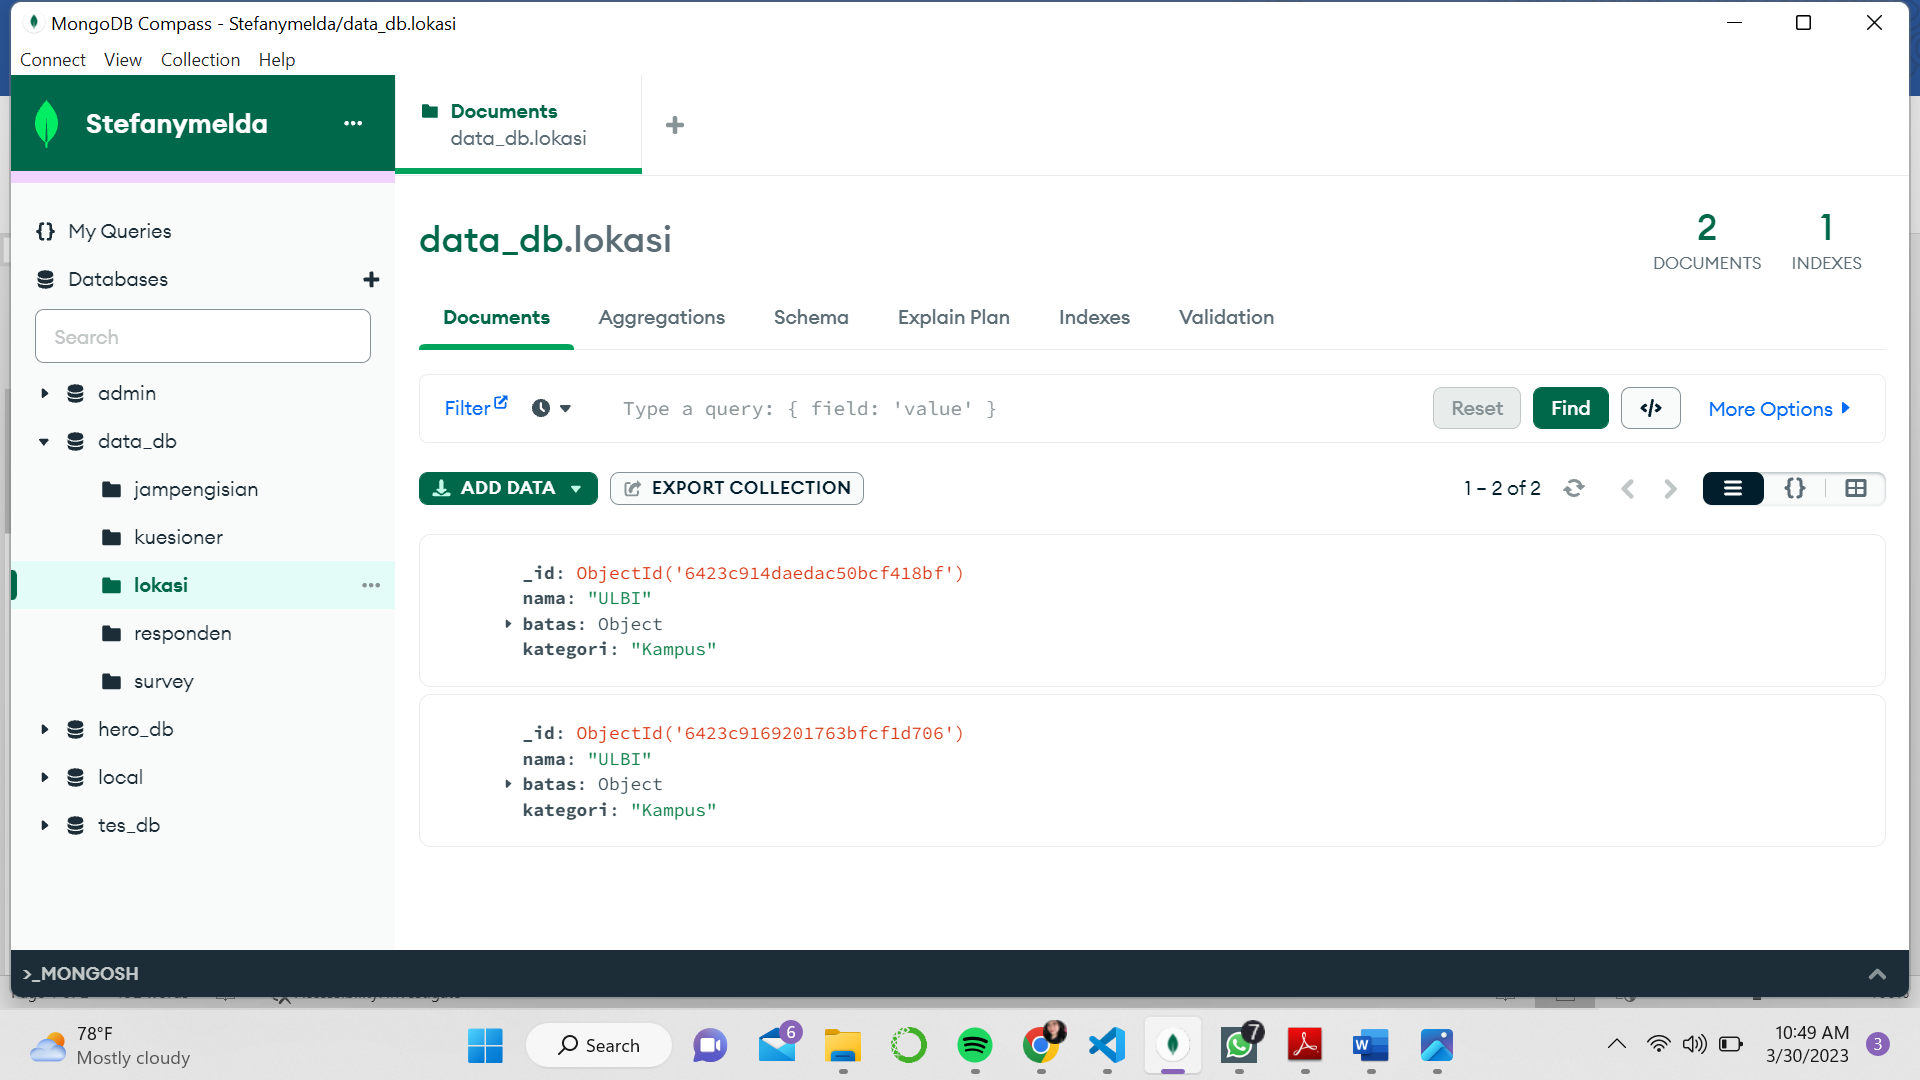 MongoDB Compass - Stefanymelda/data_db.lokasi
Connect View Collection Help
Stefanymelda
Documents
data_db.lokasi
My Queries
Databases
Search
admin
data_db
jampengisian
kuesioner
lokasi
responden
survey
hero_db
local
tes_db
data_db.lokasi
2
DOCUMENTS
1
INDEXES
Documents Aggregations Schema Explain Plan Indexes Validation
Filter Type a query: { field: 'value' } Reset Find </> More Options
ADD DATA EXPORT COLLECTION 1 – 2 of 2 {}
_id: ObjectId('6423c914daedac50bcf418bf')
nama: "ULBI"
batas: Object
kategori: "Kampus"
_id: ObjectId('6423c9169201763bfcf1d706')
nama: "ULBI"
batas: Object
kategori: "Kampus"
>_MONGOSH
78°F
Mostly cloudy
Search
6
7
10:49 AM
3/30/2023
3